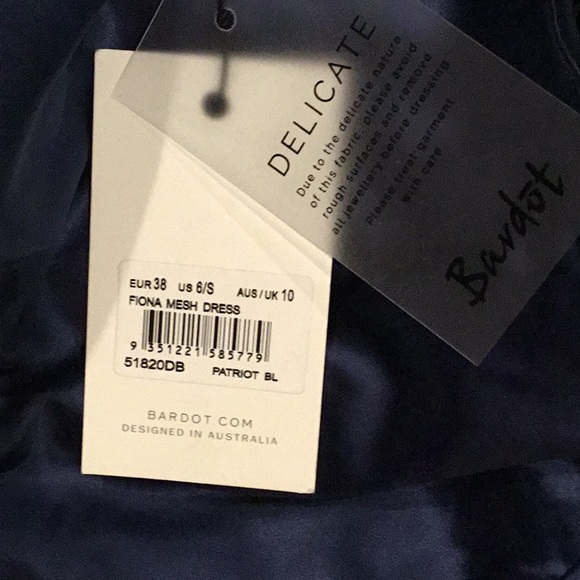 DELICATE
Due to the delicate nature
of this fabric, please avoid
rough surfaces and remove
all jewellery before dressing
Please treat garment
with care
Bardot
EUR 38 US 6/S AUS/UK 10
FIONA MESH DRESS
9 351221 585779
51820DB PATRIOT BL
BARDOT.COM
DESIGNED IN AUSTRALIA